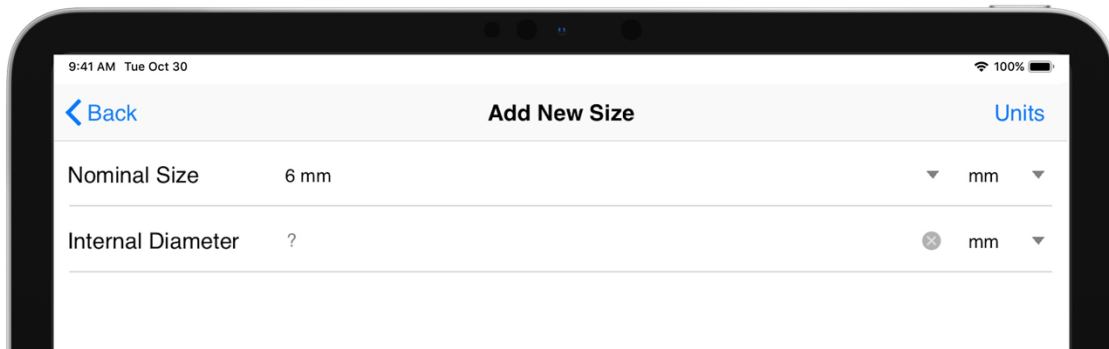 9:41 AM Tue Oct 30 100%
Back Add New Size Units
Nominal Size 6 mm mm
Internal Diameter ? mm